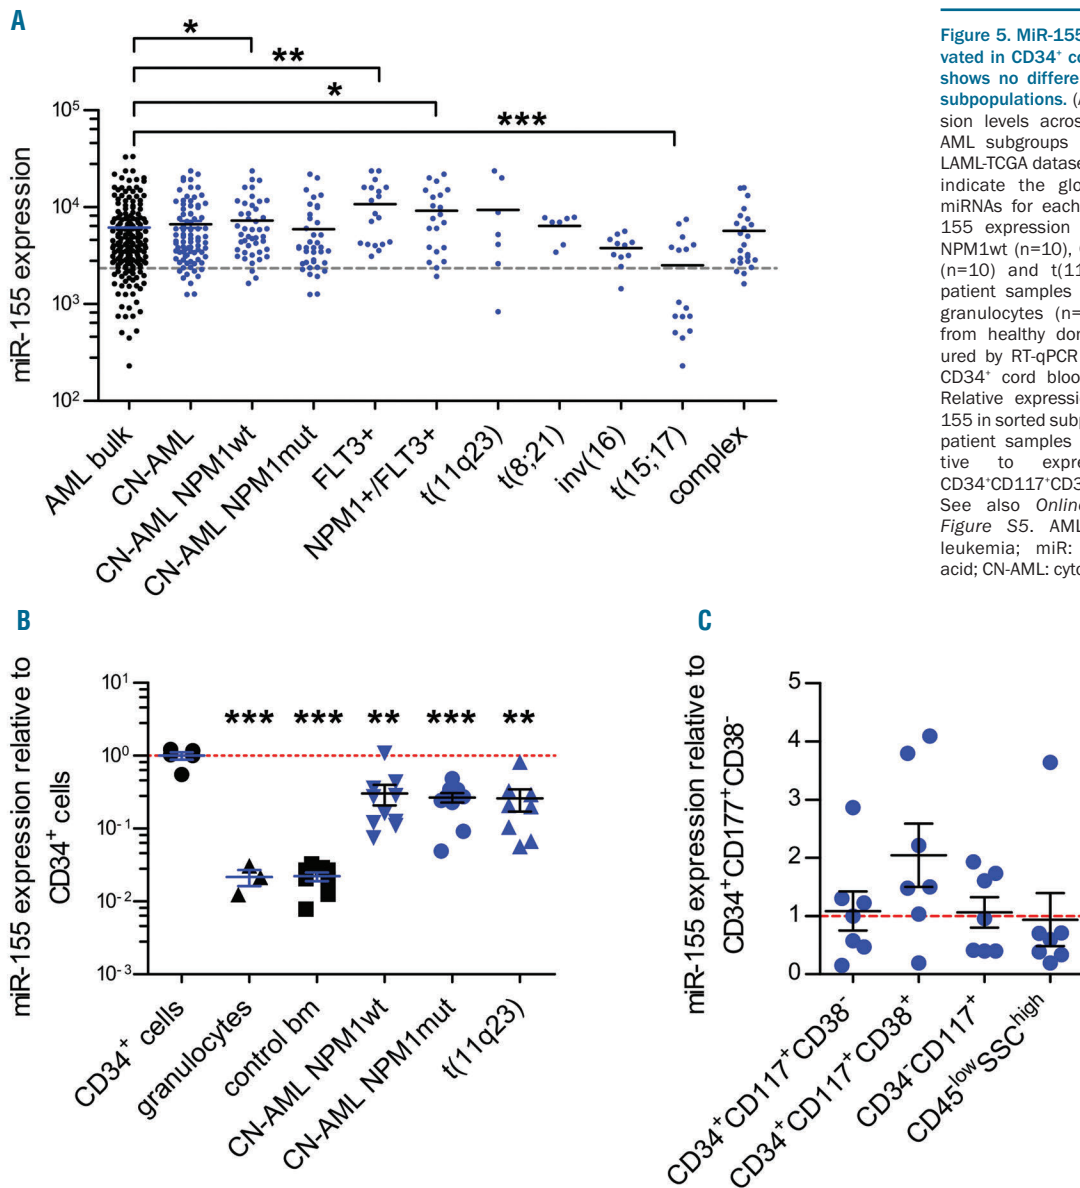 A
*
**
*
***
miR-155 expression
10⁵
10⁴
10³
10²
AML bulk
CN-AML
CN-AML NPM1wt
CN-AML NPM1mut
FLT3+
NPM1+/FLT3+
t(11q23)
t(8;21)
inv(16)
t(15;17)
complex
Figure 5. MiR-155
vated in CD34⁺ co
shows no differe
subpopulations. (A
sion levels across
AML subgroups
LAML-TCGA datase
indicate the glo
miRNAs for each
155 expression
NPM1wt (n=10),
(n=10) and t(11
patient samples
granulocytes (n=
from healthy don
ured by RT-qPCR
CD34⁺ cord bloo
Relative expressio
155 in sorted subp
patient samples
tive to expre
CD34⁺CD117⁺CD3
See also Online
Figure S5. AML
leukemia; miR:
acid; CN-AML: cyto
B
miR-155 expression relative to
CD34⁺ cells
10¹
10⁰
10⁻¹
10⁻²
10⁻³
*** *** ** *** **
CD34⁺ cells
granulocytes
control bm
CN-AML NPM1wt
CN-AML NPM1mut
t(11q23)
C
miR-155 expression relative to
CD34⁺CD177⁺CD38⁻
5
4
3
2
1
0
CD34⁺CD117⁺CD38⁻
CD34⁺CD117⁺CD38⁺
CD34⁻CD117⁺
CD45ˡᵒʷSSCʰⁱᵍʰ